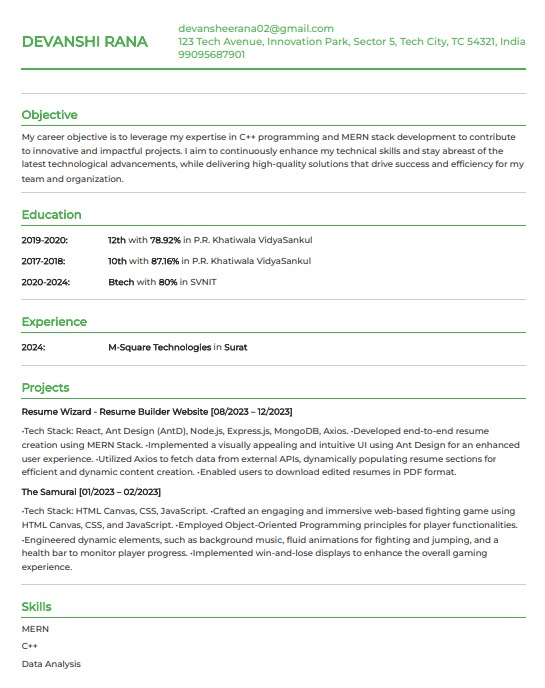 DEVANSHI RANA
devansheerana02@gmail.com
123 Tech Avenue, Innovation Park, Sector 5, Tech City, TC 54321, India
99095687901
Objective
My career objective is to leverage my expertise in C++ programming and MERN stack development to contribute
to innovative and impactful projects. I aim to continuously enhance my technical skills and stay abreast of the
latest technological advancements, while delivering high-quality solutions that drive success and efficiency for my
team and organization.
Education
2019-2020: 12th with 78.92% in P.R. Khatiwala VidyaSankul
2017-2018: 10th with 87.16% in P.R. Khatiwala VidyaSankul
2020-2024: Btech with 80% in SVNIT
Experience
2024: M-Square Technologies in Surat
Projects
Resume Wizard - Resume Builder Website [08/2023 – 12/2023]
•Tech Stack: React, Ant Design (AntD), Node.js, Express.js, MongoDB, Axios. •Developed end-to-end resume
creation using MERN Stack. •Implemented a visually appealing and intuitive UI using Ant Design for an enhanced
user experience. •Utilized Axios to fetch data from external APIs, dynamically populating resume sections for
efficient and dynamic content creation. •Enabled users to download edited resumes in PDF format.
The Samurai [01/2023 – 02/2023]
•Tech Stack: HTML Canvas, CSS, JavaScript. •Crafted an engaging and immersive web-based fighting game using
HTML Canvas, CSS, and JavaScript. •Employed Object-Oriented Programming principles for player functionalities.
•Engineered dynamic elements, such as background music, fluid animations for fighting and jumping, and a
health bar to monitor player progress. •Implemented win-and-lose displays to enhance the overall gaming
experience.
Skills
MERN
C++
Data Analysis